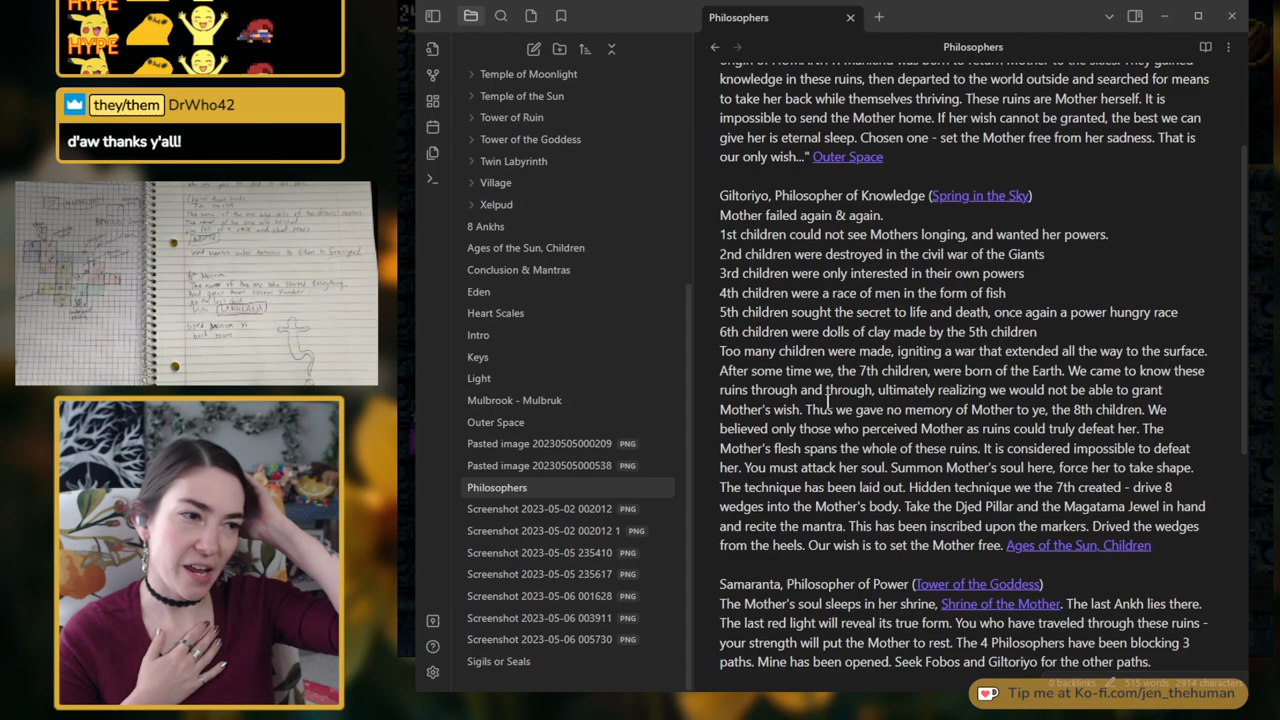 HYPE
HYPE
they/them DrWho42
d'aw thanks y'all!
LAMULANA
Temple of Moonlight
Temple of the Sun
Tower of Ruin
Tower of the Goddess
Twin Labyrinth
Village
Xelpud
8 Ankhs
Ages of the Sun, Children
Conclusion & Mantras
Eden
Heart Scales
Intro
Keys
Light
Mulbrook - Mulbruk
Outer Space
Pasted image 20230505000209 PNG
Pasted image 20230505000538 PNG
Philosophers
Screenshot 2023-05-02 002012 PNG
Screenshot 2023-05-02 002012 1 PNG
Screenshot 2023-05-05 235410 PNG
Screenshot 2023-05-05 235617 PNG
Screenshot 2023-05-06 001628 PNG
Screenshot 2023-05-06 003911 PNG
Screenshot 2023-05-06 005730 PNG
Sigils or Seals
Philosophers
Philosophers
knowledge in these ruins, then departed to the world outside and searched for means
to take her back while themselves thriving. These ruins are Mother herself. It is
impossible to send the Mother home. If her wish cannot be granted, the best we can
give her is eternal sleep. Chosen one - set the Mother free from her sadness. That is
our only wish..." Outer Space
Giltoriyo, Philosopher of Knowledge (Spring in the Sky)
Mother failed again & again.
1st children could not see Mothers longing, and wanted her powers.
2nd children were destroyed in the civil war of the Giants
3rd children were only interested in their own powers
4th children were a race of men in the form of fish
5th children sought the secret to life and death, once again a power hungry race
6th children were dolls of clay made by the 5th children
Too many children were made, igniting a war that extended all the way to the surface.
After some time we, the 7th children, were born of the Earth. We came to know these
ruins through and through, ultimately realizing we would not be able to grant
Mother's wish. Thus we gave no memory of Mother to ye, the 8th children. We
believed only those who perceived Mother as ruins could truly defeat her. The
Mother's flesh spans the whole of these ruins. It is considered impossible to defeat
her. You must attack her soul. Summon Mother's soul here, force her to take shape.
The technique has been laid out. Hidden technique we the 7th created - drive 8
wedges into the Mother's body. Take the Djed Pillar and the Magatama Jewel in hand
and recite the mantra. This has been inscribed upon the markers. Drived the wedges
from the heels. Our wish is to set the Mother free. Ages of the Sun, Children
Samaranta, Philosopher of Power (Tower of the Goddess)
The Mother's soul sleeps in her shrine, Shrine of the Mother. The last Ankh lies there.
The last red light will reveal its true form. You who have traveled through these ruins -
your strength will put the Mother to rest. The 4 Philosophers have been blocking 3
paths. Mine has been opened. Seek Fobos and Giltoriyo for the other paths.
0 backlinks 515 words 2914 characters
Tip me at Ko-fi.com/jen_thehuman